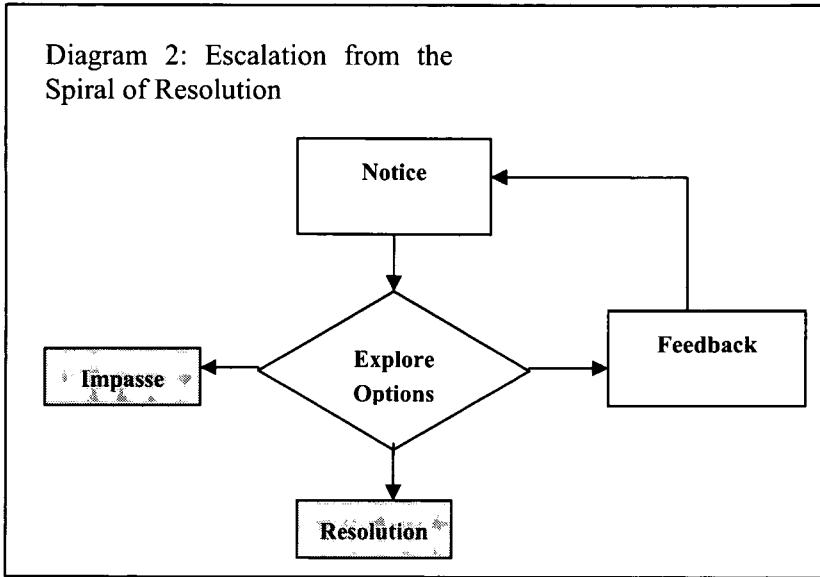 Diagram 2: Escalation from the
Spiral of Resolution
Notice
Explore
Options
Feedback
Impasse
Resolution